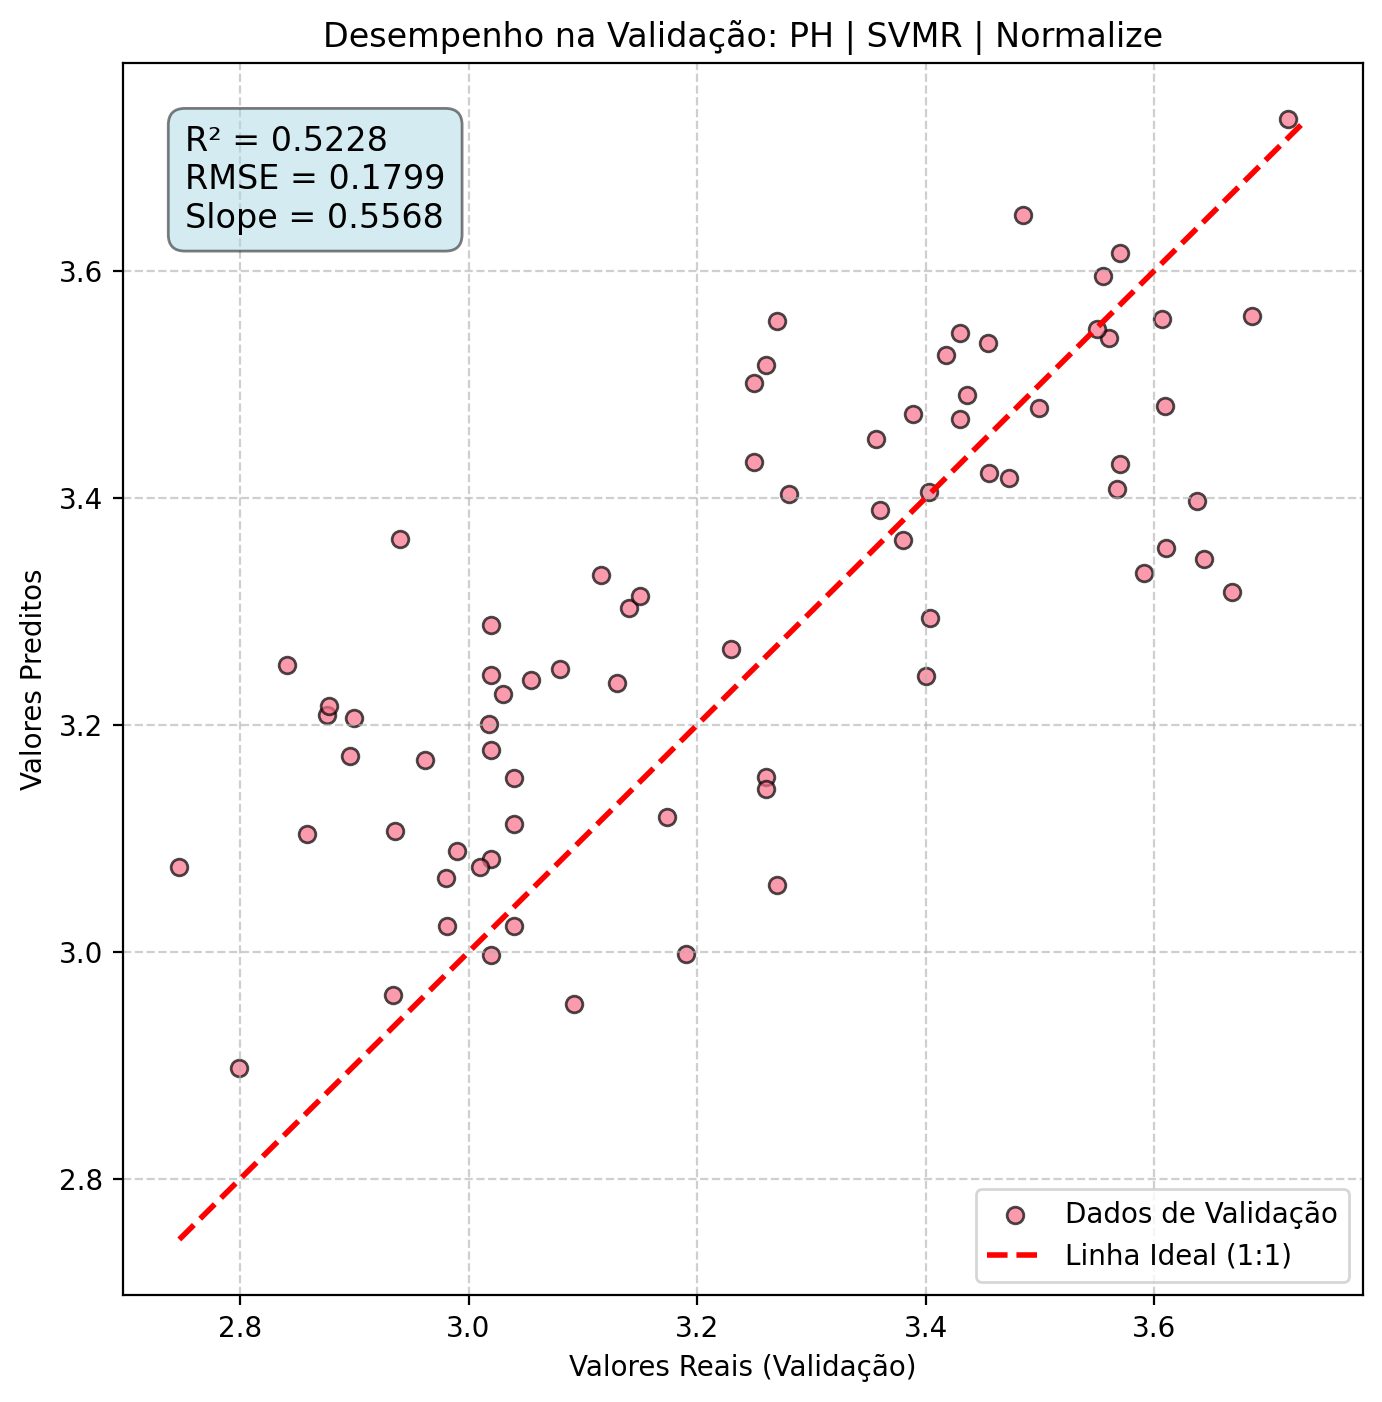 Desempenho na Validação: PH | SVMR | Normalize
R² = 0.5228
RMSE = 0.1799
Slope = 0.5568
3.6
3.4
3.2
3.0
2.8
Valores Preditos
Dados de Validação
Linha Ideal (1:1)
2.8 3.0 3.2 3.4 3.6
Valores Reais (Validação)